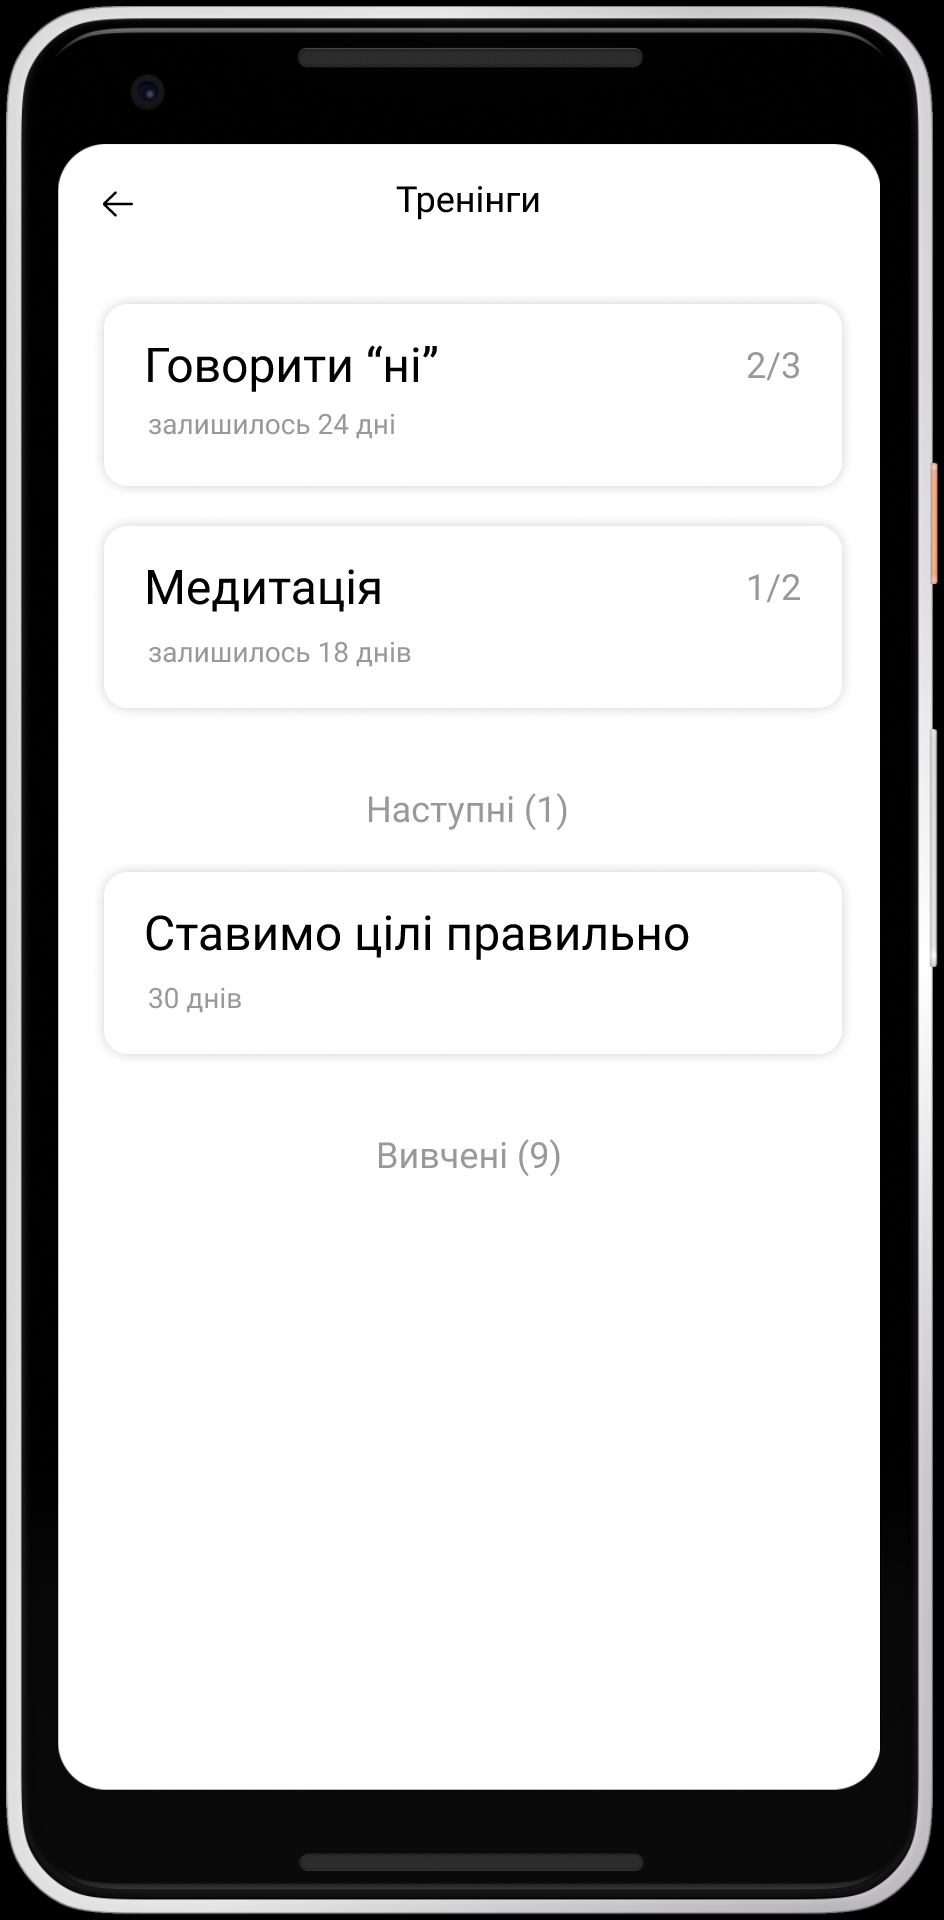 Тренінги
Говорити “ні”
2/3
залишилось 24 дні
Медитація
1/2
залишилось 18 днів
Наступні (1)
Ставимо цілі правильно
30 днів
Вивчені (9)